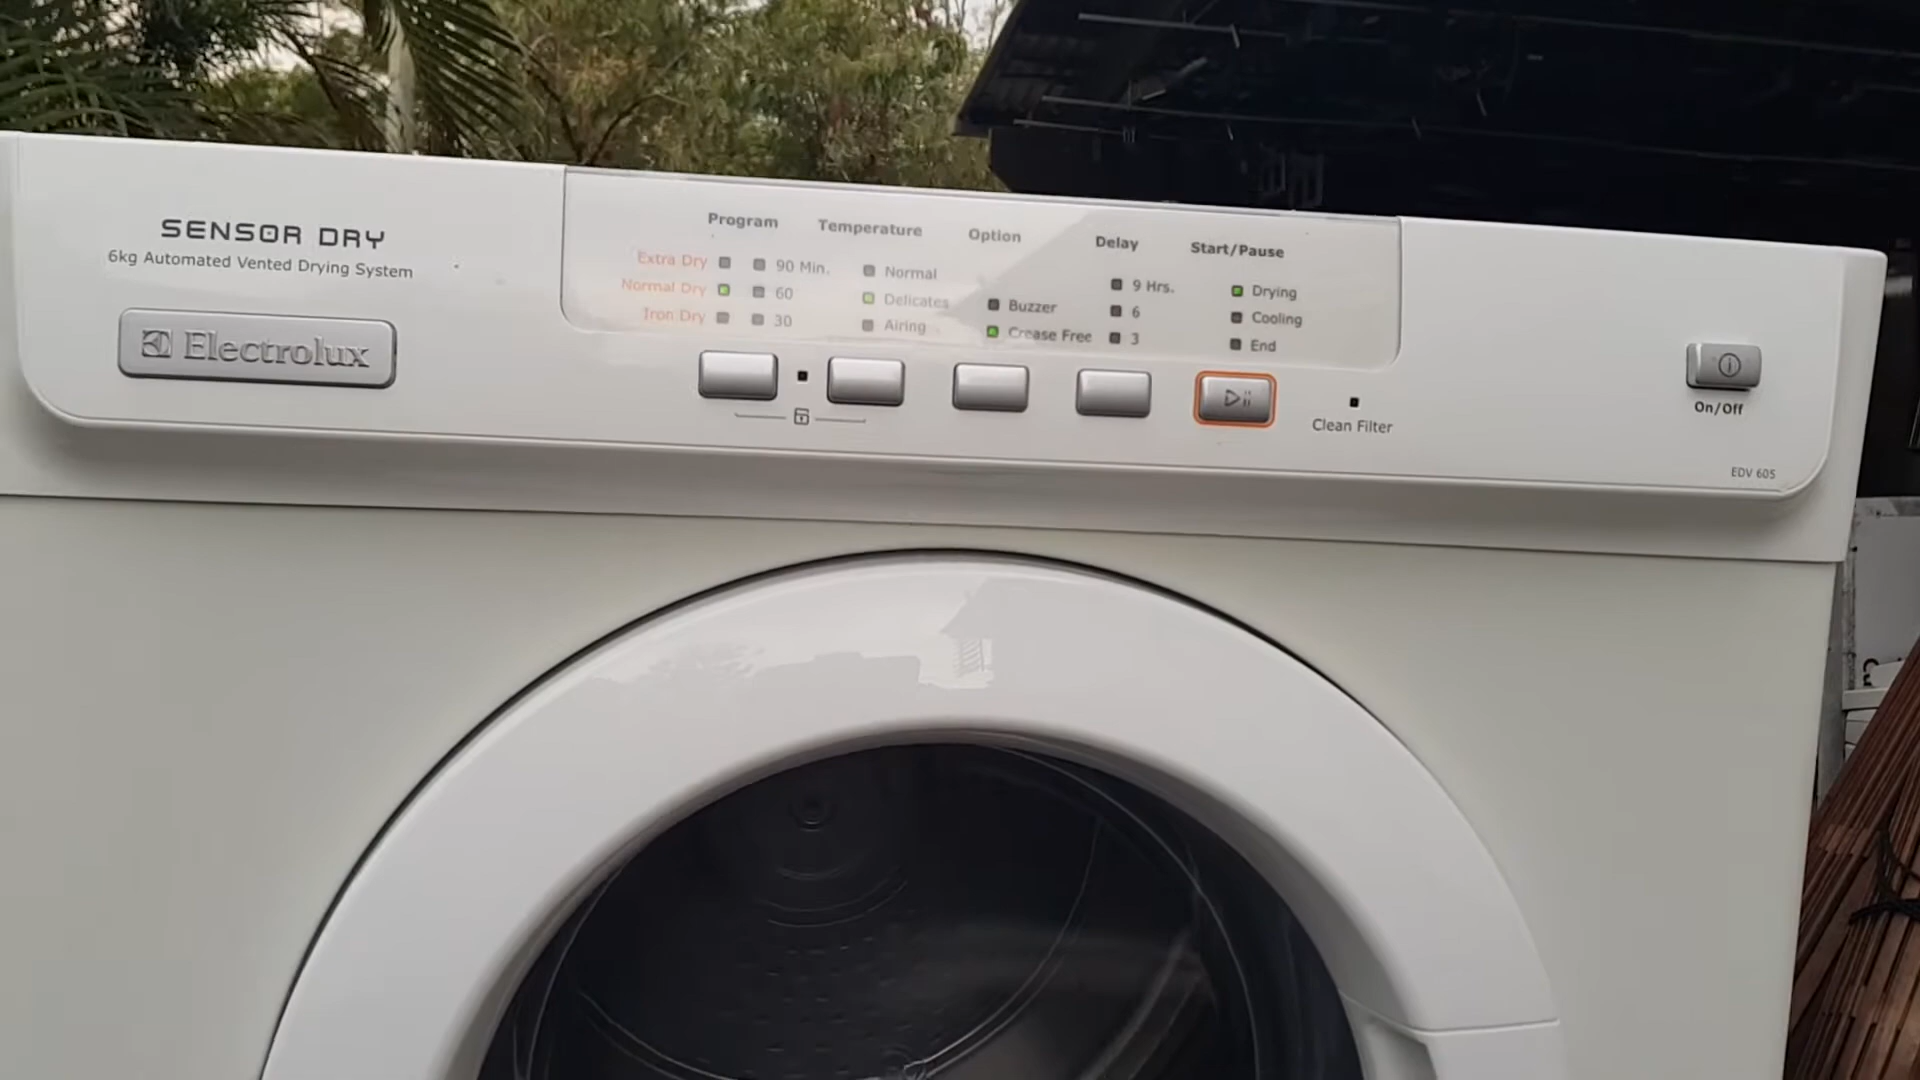 SENSOR DRY
6kg Automated Vented Drying System
Electrolux
Program
Extra Dry
Normal Dry
Iron Dry
90 Min.
60
30
Temperature
Normal
Delicates
Airing
Option
Buzzer
Crease Free
Delay
9 Hrs.
6
3
Start/Pause
Drying
Cooling
End
Clean Filter
On/Off
EDV 605